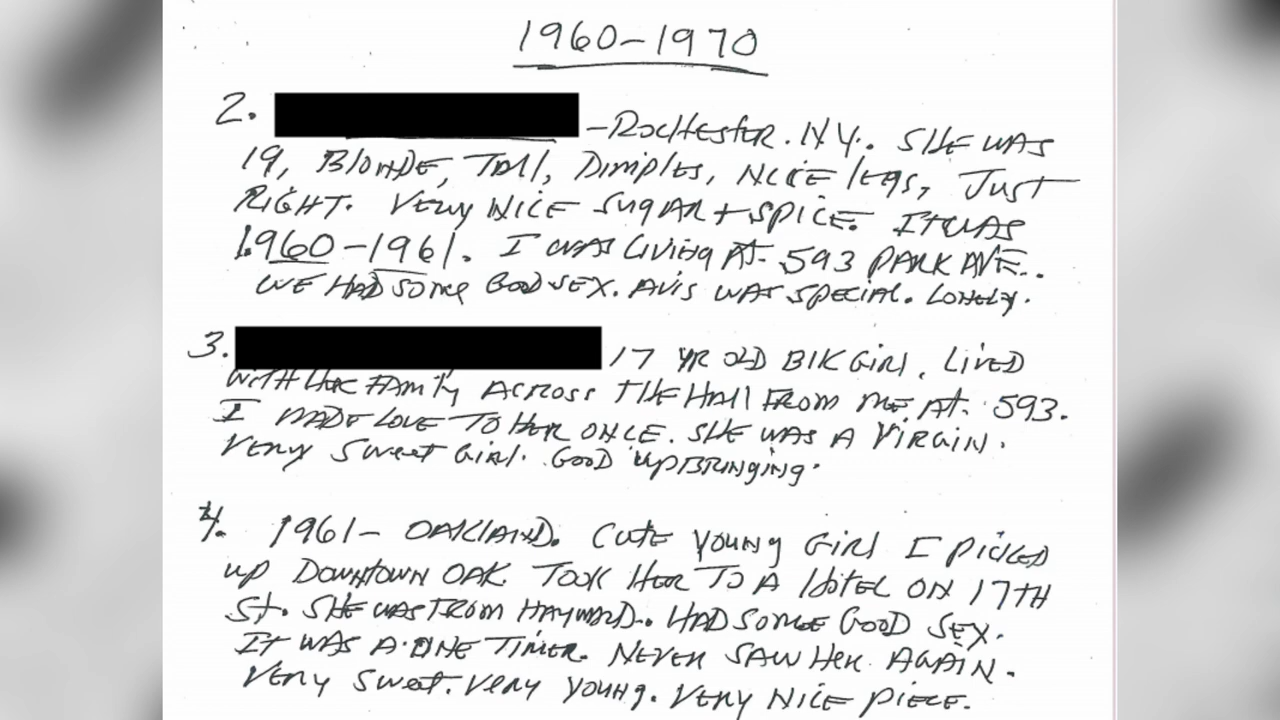 1960-1970
2. -ROCHESTER. N.Y. SHE WAS
19, BLONDE, TALL, DIMPLES, NICE LEGS, JUST
RIGHT. VERY NICE SUGAR + SPICE. IT WAS
1960-1961. I WAS LIVING AT 593 PARK AVE..
WE HAD SOME GOOD SEX. AVIS WAS SPECIAL. LONELY.
3. 17 YR OLD BLK GIRL. LIVED
WITH HER FAMILY ACROSS THE HALL FROM ME AT 593.
I MADE LOVE TO HER ONCE. SHE WAS A VIRGIN.
VERY SWEET GIRL. GOOD UPBRINGING.
4. 1961- OAKLAND. CUTE YOUNG GIRL I PICKED
UP DOWNTOWN OAK. TOOK HER TO A HOTEL ON 17TH
ST. SHE WAS FROM HAYWARD. HAD SOME GOOD SEX.
IT WAS A ONE TIMER. NEVER SAW HER AGAIN.
VERY SWEET. VERY YOUNG. VERY NICE PIECE.